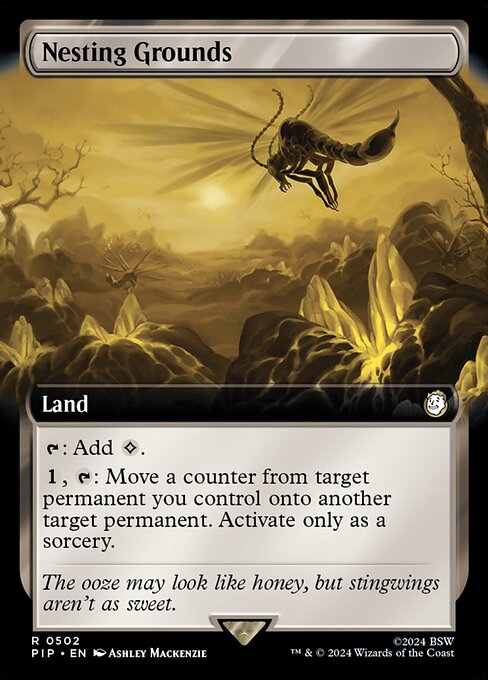 Nesting Grounds
Land
: Add .
1, : Move a counter from target
permanent you control onto another
target permanent. Activate only as a
sorcery.
The ooze may look like honey, but stingwings
aren't as sweet.
R 0502
PIP • EN Ashley Mackenzie
©2024 BSW
™ & © 2024 Wizards of the Coast